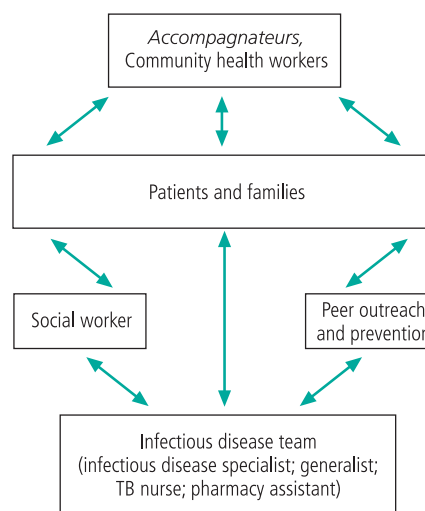 Accompagnateurs,
Community health workers
Patients and families
Social worker
Peer outreach
and prevention
Infectious disease team
(infectious disease specialist; generalist;
TB nurse; pharmacy assistant)